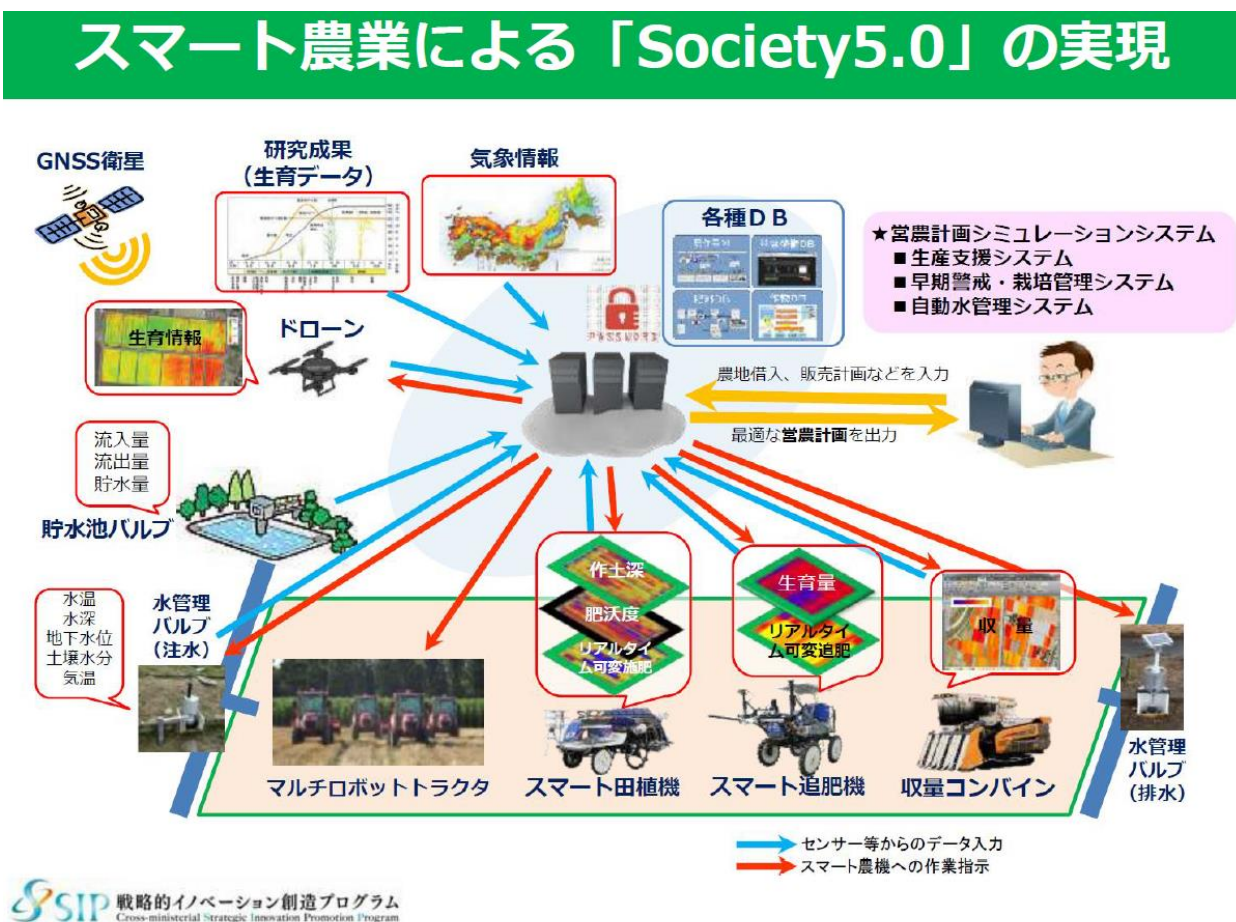 スマート農業による「Society5.0」の実現
GNSS衛星
研究成果
（生育データ）
気象情報
各種ＤＢ
★営農計画シミュレーションシステム
■生産支援システム
■早期警戒・栽培管理システム
■自動水管理システム
生育情報
ドローン
農地借入、販売計画などを入力
最適な営農計画を出力
流入量
流出量
貯水量
貯水池バルブ
水温
水深
地下水位
土壌水分
気温
水管理
バルブ
（注水）
作土深
肥沃度
リアルタイ
ム可変施肥
生育量
リアルタイ
ム可変追肥
収量
マルチロボットトラクタ
スマート田植機
スマート追肥機
収量コンバイン
水管理
バルブ
（排水）
センサー等からのデータ入力
スマート農機への作業指示
SIP 戦略的イノベーション創造プログラム
Cross-ministerial Strategic Innovation Promotion Program